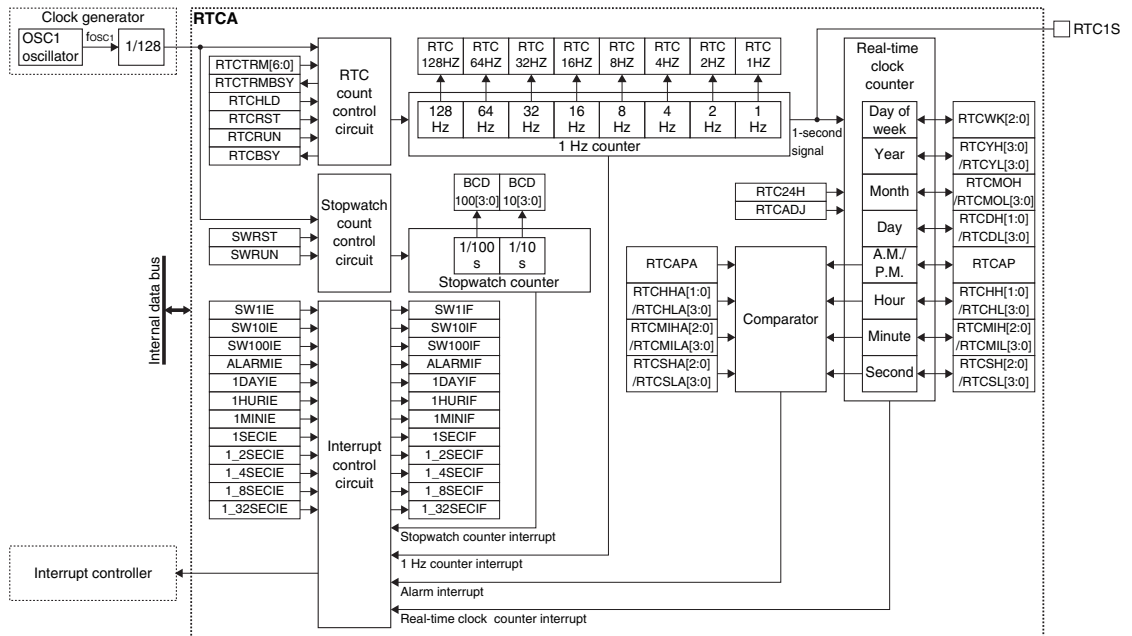 Clock generator
OSC1
oscillator
fOSC1
1/128
RTCA
RTCTRM[6:0]
RTCTRMBSY
RTCHLD
RTCRST
RTCRUN
RTCBSY
RTC
count
control
circuit
RTC
128HZ
RTC
64HZ
RTC
32HZ
RTC
16HZ
RTC
8HZ
RTC
4HZ
RTC
2HZ
RTC
1HZ
128
Hz
64
Hz
32
Hz
16
Hz
8
Hz
4
Hz
2
Hz
1
Hz
1 Hz counter
1-second
signal
RTC1S
Real-time
clock
counter
Day of
week
Year
Month
Day
A.M./
P.M.
Hour
Minute
Second
RTCWK[2:0]
RTCYH[3:0]
/RTCYL[3:0]
RTCMOH
/RTCMOL[3:0]
RTCDH[1:0]
/RTCDL[3:0]
RTCAP
RTCHH[1:0]
/RTCHL[3:0]
RTCMIH[2:0]
/RTCMIL[3:0]
RTCSH[2:0]
/RTCSL[3:0]
RTC24H
RTCADJ
SWRST
SWRUN
Stopwatch
count
control
circuit
BCD
100[3:0]
BCD
10[3:0]
1/100
s
1/10
s
Stopwatch counter
RTCAPA
RTCHHA[1:0]
/RTCHLA[3:0]
RTCMIHA[2:0]
/RTCMILA[3:0]
RTCSHA[2:0]
/RTCSLA[3:0]
Comparator
Internal data bus
SW1IE
SW10IE
SW100IE
ALARMIE
1DAYIE
1HURIE
1MINIE
1SECIE
1_2SECIE
1_4SECIE
1_8SECIE
1_32SECIE
Interrupt
control
circuit
SW1IF
SW10IF
SW100IF
ALARMIF
1DAYIF
1HURIF
1MINIF
1SECIF
1_2SECIF
1_4SECIF
1_8SECIF
1_32SECIF
Stopwatch counter interrupt
1 Hz counter interrupt
Alarm interrupt
Real-time clock counter interrupt
Interrupt controller